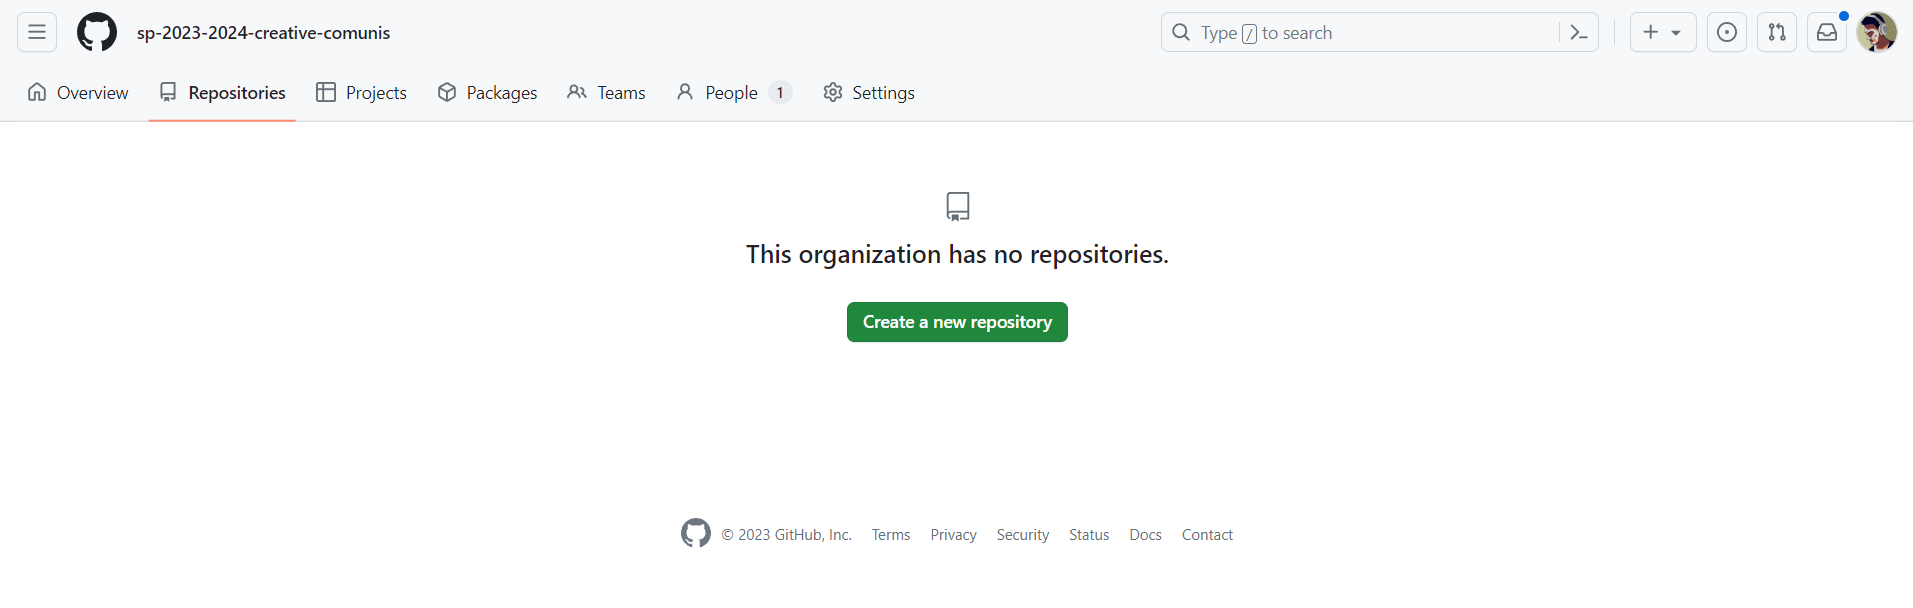 sp-2023-2024-creative-comunis
Type / to search
Overview Repositories Projects Packages Teams People 1 Settings
This organization has no repositories.
Create a new repository
© 2023 GitHub, Inc. Terms Privacy Security Status Docs Contact